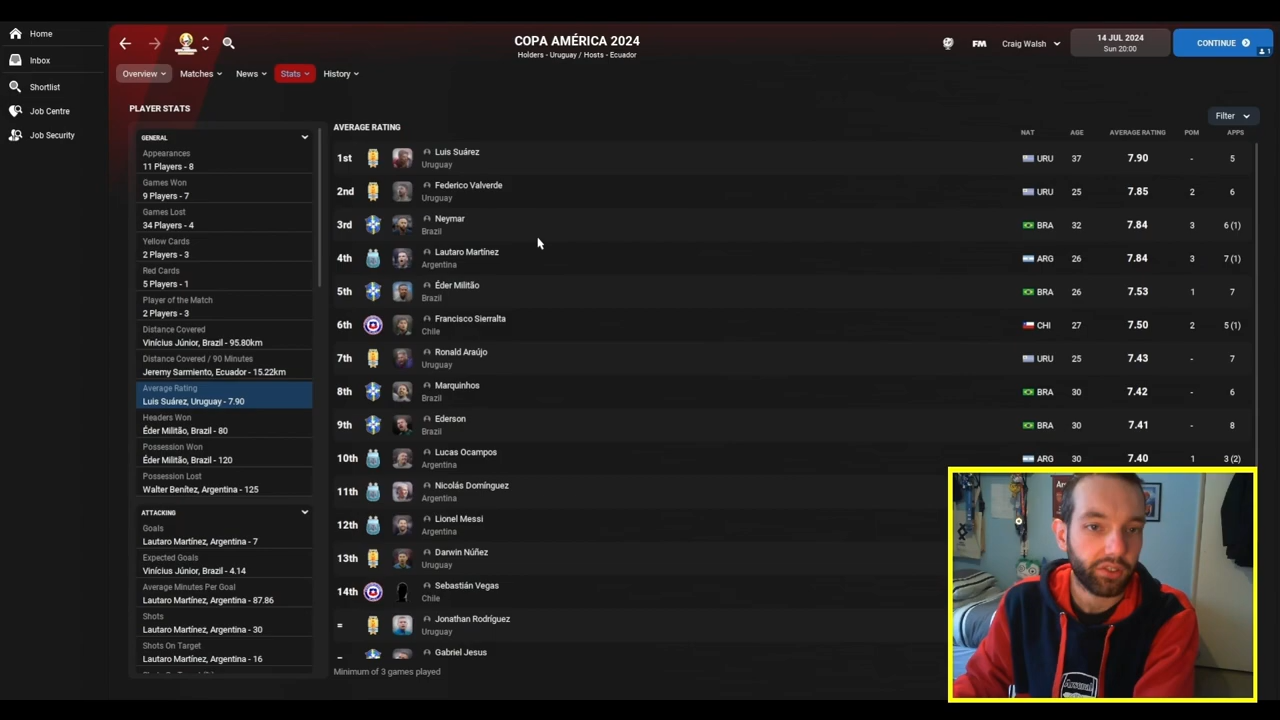 Home
Inbox
Shortlist
Job Centre
Job Security
COPA AMÉRICA 2024
Holders - Uruguay / Hosts - Ecuador
FM
Craig Walsh
14 JUL 2024
Sun 20:00
CONTINUE
1
Overview
Matches
News
Stats
History
PLAYER STATS
GENERAL
Appearances
11 Players - 8
Games Won
9 Players - 7
Games Lost
34 Players - 4
Yellow Cards
2 Players - 3
Red Cards
5 Players - 1
Player of the Match
2 Players - 3
Distance Covered
Vinícius Júnior, Brazil - 95.80km
Distance Covered / 90 Minutes
Jeremy Sarmiento, Ecuador - 15.22km
Average Rating
Luis Suárez, Uruguay - 7.90
Headers Won
Éder Militão, Brazil - 80
Possession Won
Éder Militão, Brazil - 120
Possession Lost
Walter Benítez, Argentina - 125
ATTACKING
Goals
Lautaro Martínez, Argentina - 7
Expected Goals
Vinícius Júnior, Brazil - 4.14
Average Minutes Per Goal
Lautaro Martínez, Argentina - 87.86
Shots
Lautaro Martínez, Argentina - 30
Shots On Target
Lautaro Martínez, Argentina - 16
Filter
AVERAGE RATING NAT AGE AVERAGE RATING POM APPS
1st Luis Suárez Uruguay URU 37 7.90 - 5
2nd Federico Valverde Uruguay URU 25 7.85 2 6
3rd Neymar Brazil BRA 32 7.84 3 6 (1)
4th Lautaro Martínez Argentina ARG 26 7.84 3 7 (1)
5th Éder Militão Brazil BRA 26 7.53 1 7
6th Francisco Sierralta Chile CHI 27 7.50 2 5 (1)
7th Ronald Araújo Uruguay URU 25 7.43 - 7
8th Marquinhos Brazil BRA 30 7.42 - 6
9th Ederson Brazil BRA 30 7.41 - 8
10th Lucas Ocampos Argentina ARG 30 7.40 1 3 (2)
11th Nicolás Domínguez Argentina
12th Lionel Messi Argentina
13th Darwin Núñez Uruguay
14th Sebastián Vegas Chile
= Jonathan Rodríguez Uruguay
= Gabriel Jesus
Minimum of 3 games played
Arsenal